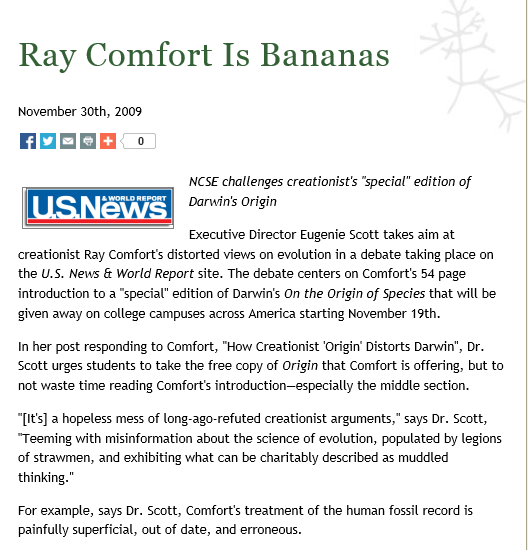 Ray Comfort Is Bananas
November 30th, 2009
0
U.S. News
& WORLD REPORT
NCSE challenges creationist's "special" edition of
Darwin's Origin
Executive Director Eugenie Scott takes aim at
creationist Ray Comfort's distorted views on evolution in a debate taking place on
the U.S. News & World Report site. The debate centers on Comfort's 54 page
introduction to a "special" edition of Darwin's On the Origin of Species that will be
given away on college campuses across America starting November 19th.
In her post responding to Comfort, "How Creationist 'Origin' Distorts Darwin", Dr.
Scott urges students to take the free copy of Origin that Comfort is offering, but to
not waste time reading Comfort's introduction—especially the middle section.
"[It's] a hopeless mess of long-ago-refuted creationist arguments," says Dr. Scott,
"Teeming with misinformation about the science of evolution, populated by legions
of strawmen, and exhibiting what can be charitably described as muddled
thinking."
For example, says Dr. Scott, Comfort's treatment of the human fossil record is
painfully superficial, out of date, and erroneous.